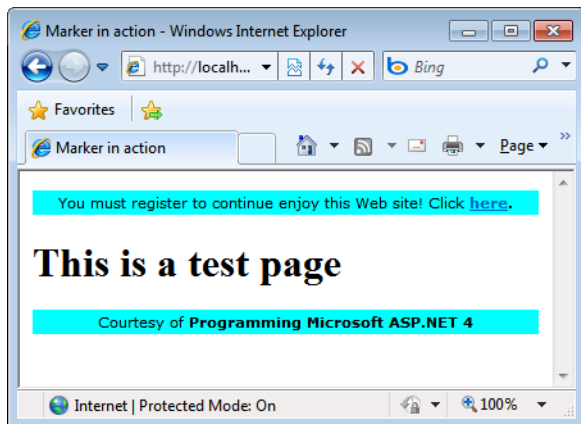 Marker in action - Windows Internet Explorer
http://localh...
Bing
Favorites
Marker in action
Page
You must register to continue enjoy this Web site! Click here.
This is a test page
Courtesy of Programming Microsoft ASP.NET 4
Internet | Protected Mode: On
100%